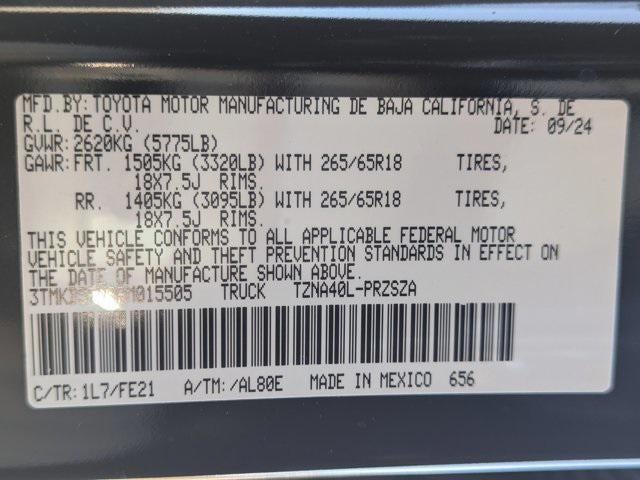 MFD.BY:TOYOTA MOTOR MANUFACTURING DE BAJA CALIFORNIA, S. DE
R.L. DE C.V. DATE: 09/24
GVWR:2620KG (5775LB)
GAWR:FRT. 1505KG (3320LB) WITH 265/65R18 TIRES,
18X7.5J RIMS.
RR. 1405KG (3095LB) WITH 265/65R18 TIRES,
18X7.5J RIMS.
THIS VEHICLE CONFORMS TO ALL APPLICABLE FEDERAL MOTOR
VEHICLE SAFETY AND THEFT PREVENTION STANDARDS IN EFFECT ON
THE DATE OF MANUFACTURE SHOWN ABOVE.
TRUCK TZNA40L-PRZSZA
C/TR:1L7/FE21 A/TM:/AL80E MADE IN MEXICO 656